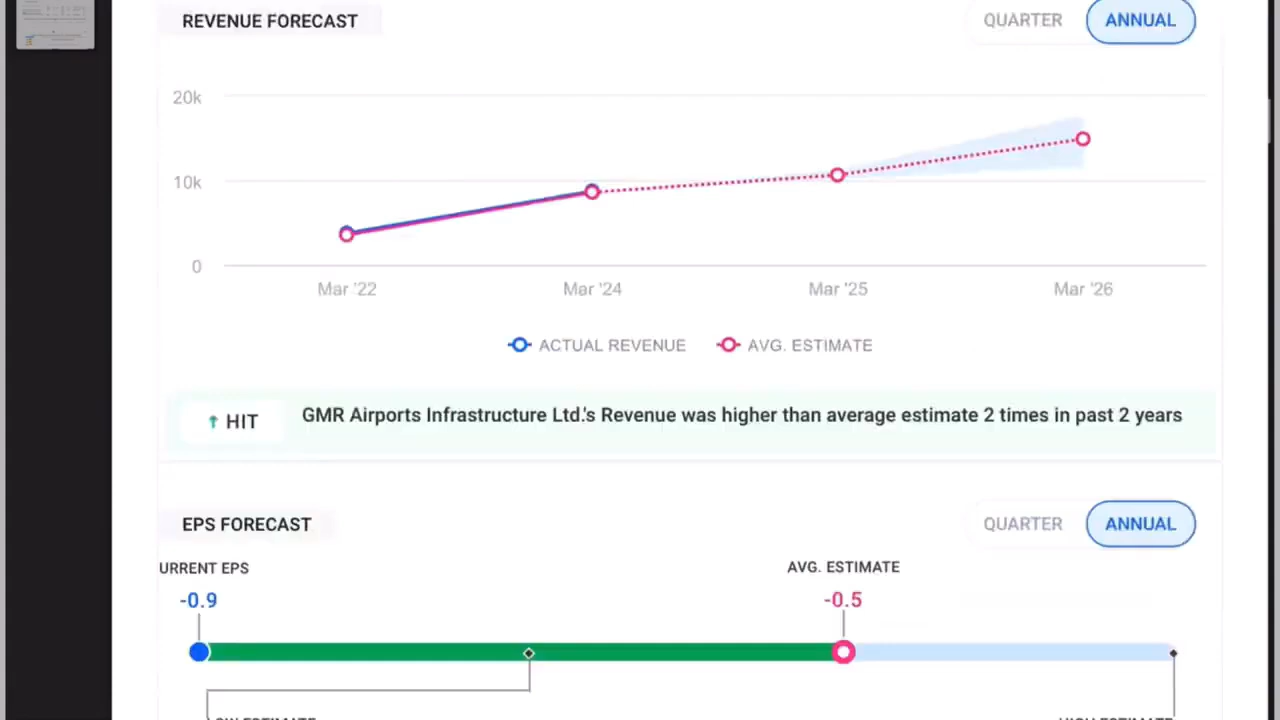 REVENUE FORECAST
QUARTER
ANNUAL
20k
10k
0
Mar '22
Mar '24
Mar '25
Mar '26
ACTUAL REVENUE
AVG. ESTIMATE
HIT
GMR Airports Infrastructure Ltd.'s Revenue was higher than average estimate 2 times in past 2 years
EPS FORECAST
QUARTER
ANNUAL
URRENT EPS
AVG. ESTIMATE
-0.9
-0.5